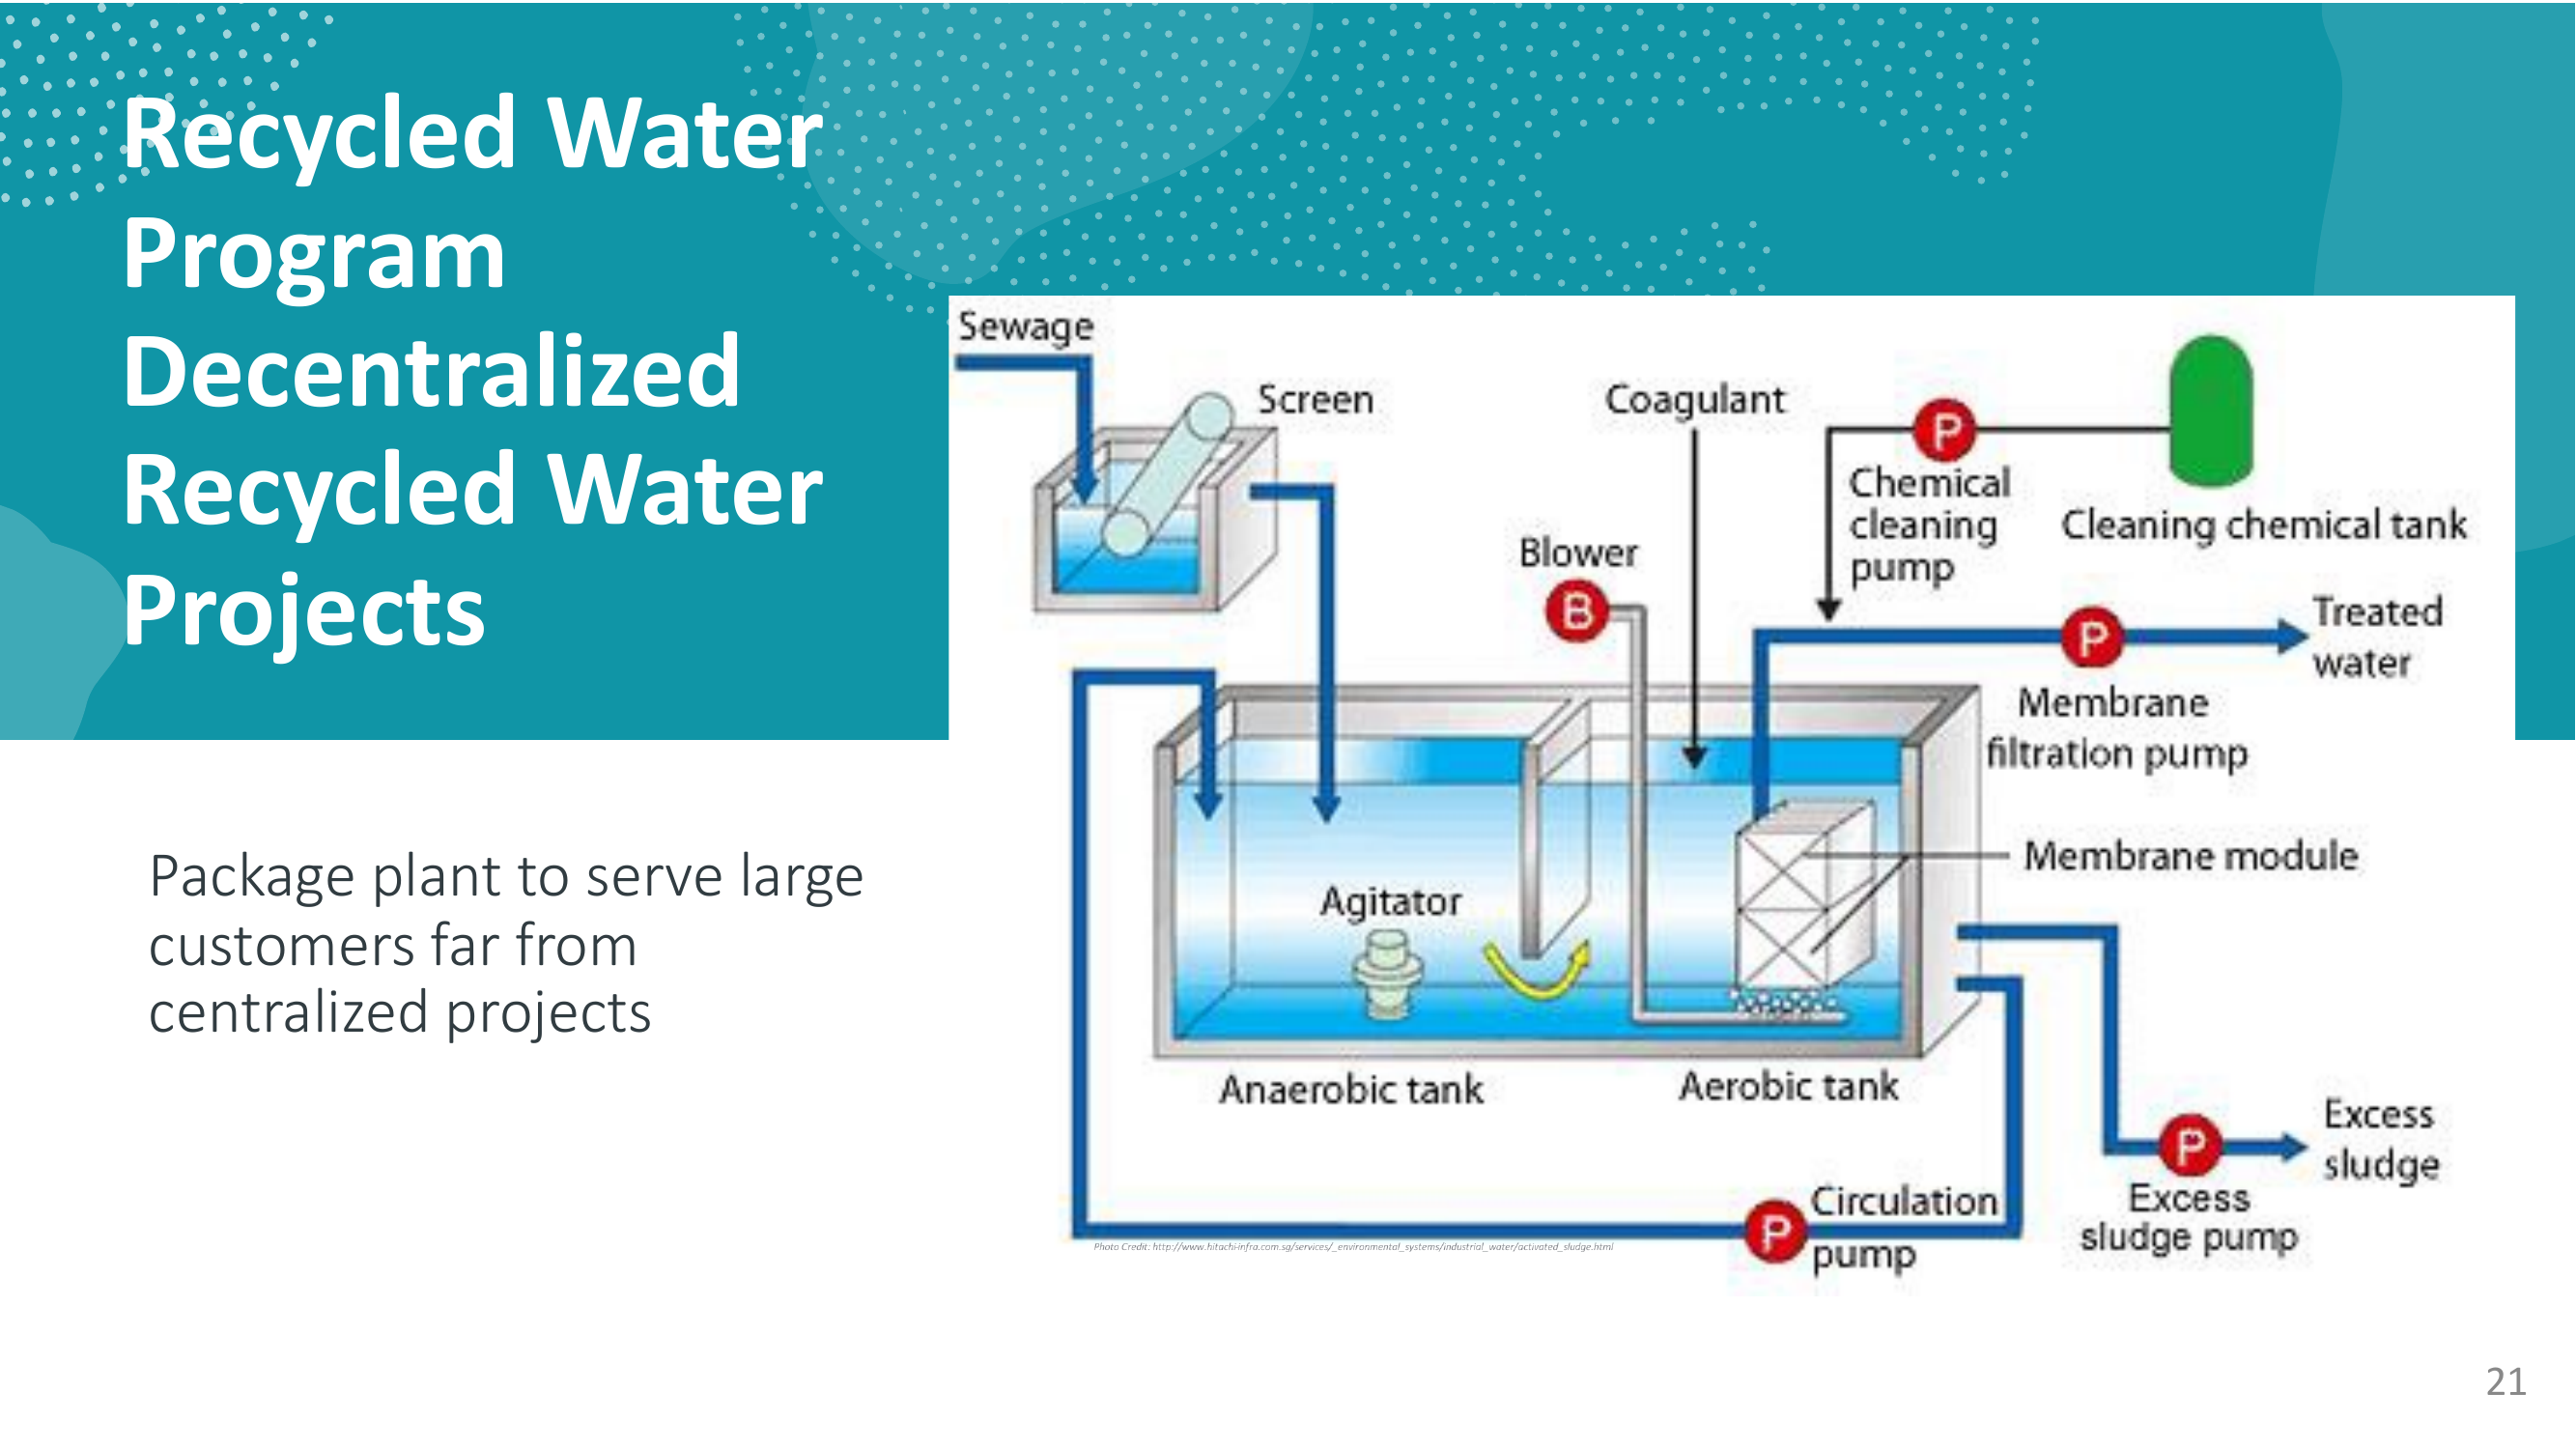 Recycled Water
Program
Decentralized
Recycled Water
Projects
Package plant to serve large
customers far from
centralized projects
Sewage
Screen
Coagulant
P
Chemical
cleaning
pump
Cleaning chemical tank
Blower
B
P
Treated
water
Membrane
filtration pump
Membrane module
Agitator
Anaerobic tank
Aerobic tank
P
Excess
sludge
Excess
sludge pump
P
Circulation
pump
Photo Credit: http://www.hitachi-infra.com.sg/services/_environmental_systems/industrial_water/activated_sludge.html
21